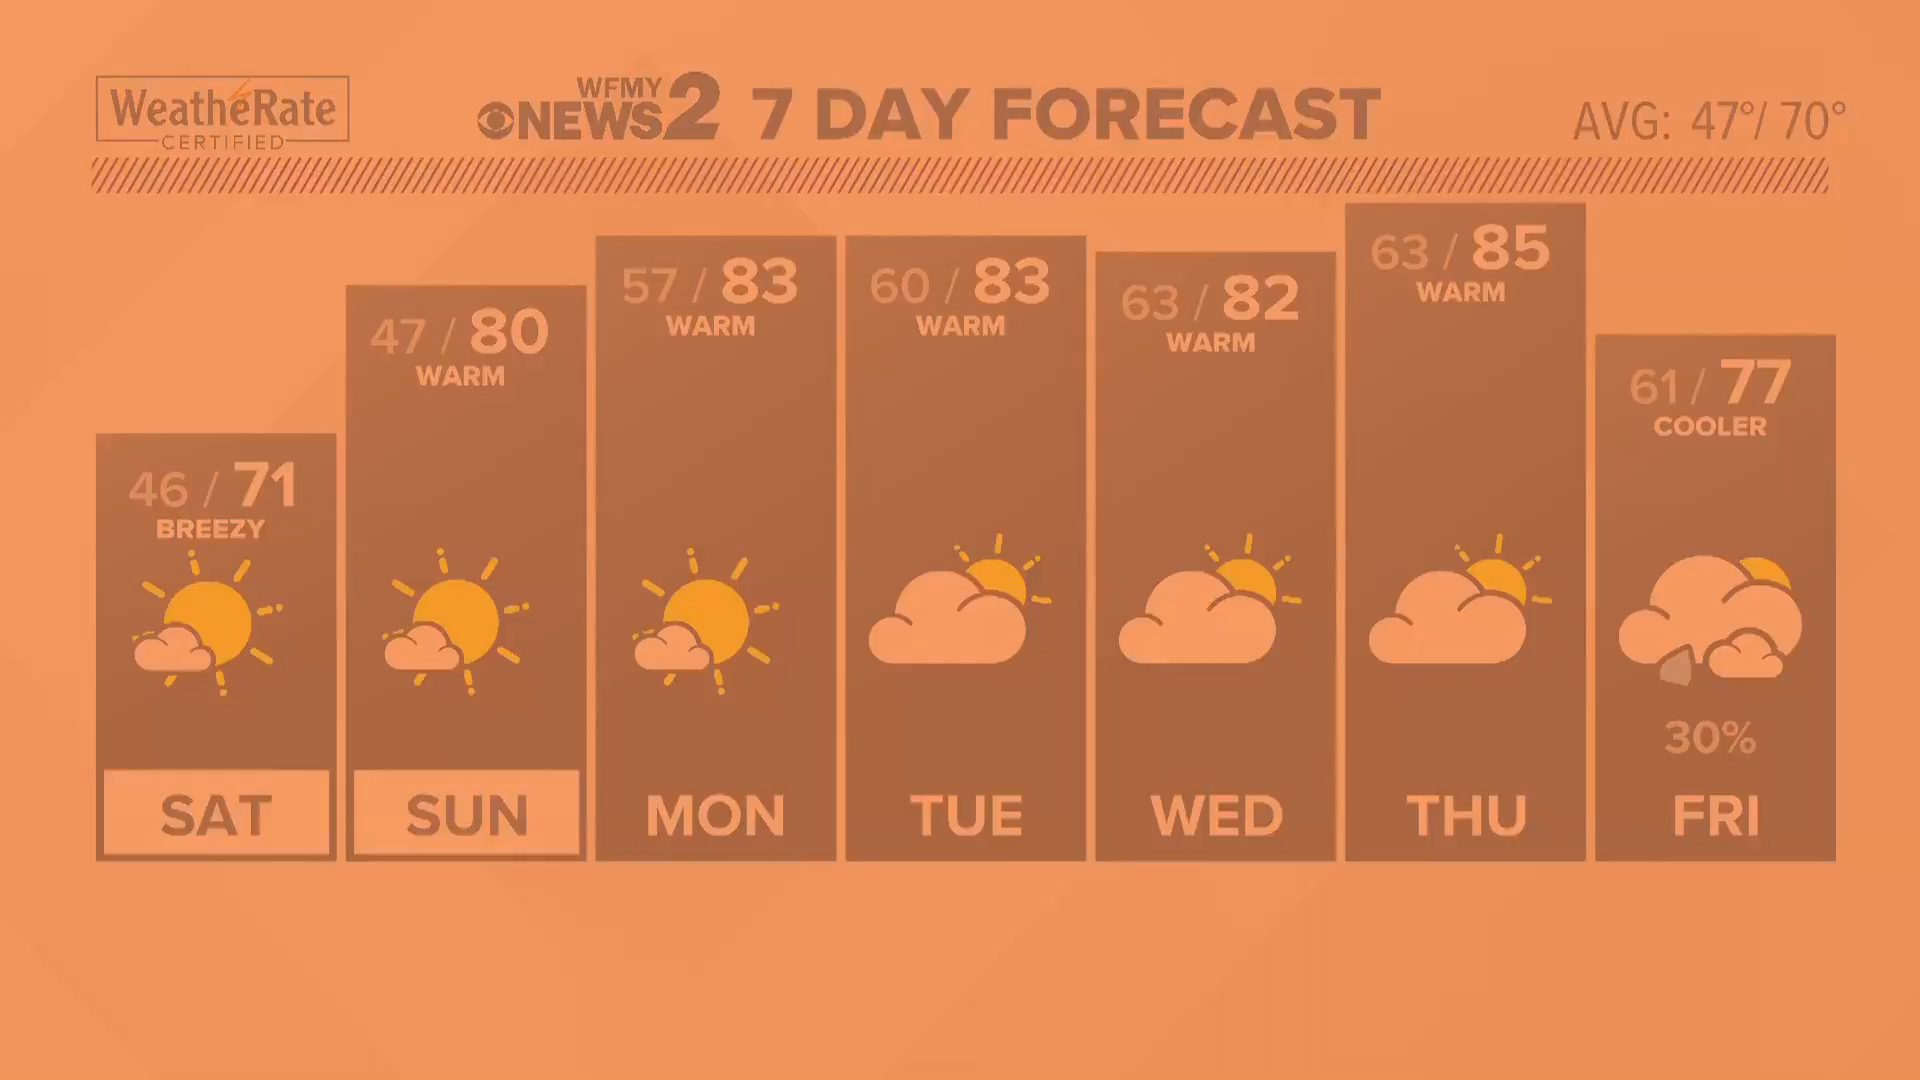 WeatheRate
CERTIFIED
WFMY
NEWS 2
7 DAY FORECAST
AVG: 47°/ 70°
46 / 71
BREEZY
SAT
47 / 80
WARM
SUN
57 / 83
WARM
MON
60 / 83
WARM
TUE
63 / 82
WARM
WED
63 / 85
WARM
THU
61 / 77
COOLER
30%
FRI